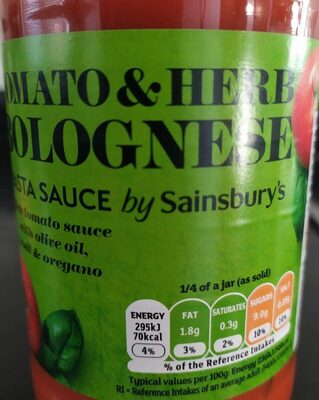 TOMATO & HERB
BOLOGNESE
PASTA SAUCE by Sainsbury's
tomato sauce
with olive oil,
basil & oregano
1/4 of a jar (as sold)
ENERGY 295kJ 70kcal 4%
FAT 1.8g 3%
SATURATES 0.3g 2%
SUGARS 9.0g 10%
SALT
% of the Reference Intakes
Typical values per 100g: Energy
RI = Reference Intakes of an average adult